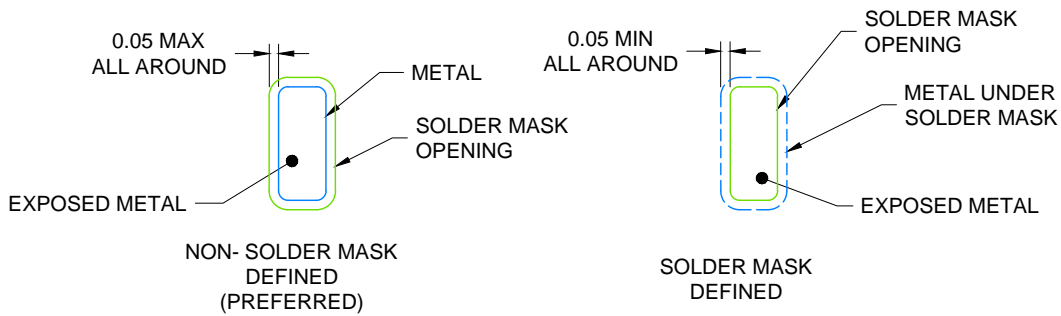 0.05 MAX
ALL AROUND
METAL
SOLDER MASK
OPENING
EXPOSED METAL
NON- SOLDER MASK
DEFINED
(PREFERRED)
0.05 MIN
ALL AROUND
SOLDER MASK
OPENING
METAL UNDER
SOLDER MASK
EXPOSED METAL
SOLDER MASK
DEFINED